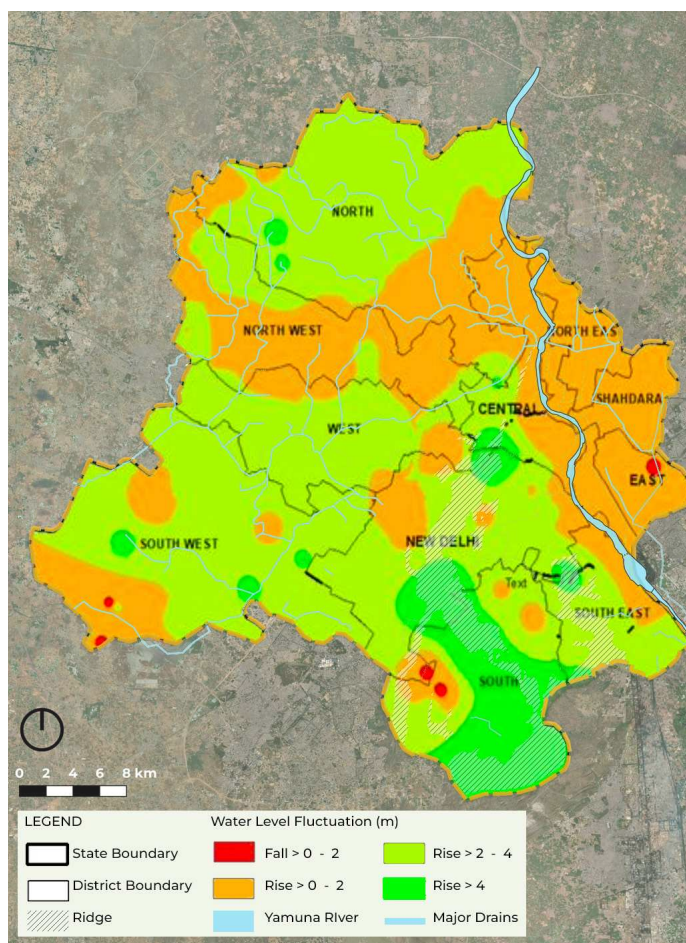 NORTH
NORTH WEST
NORTH EAS
SHAHDARA
CENTRAL
WEST
EAST
SOUTH WEST
NEW DELHI
Text
SOUTH EAST
SOUTH
0 2 4 6 8 km
LEGEND
State Boundary
District Boundary
Ridge
Water Level Fluctuation (m)
Fall > 0 - 2
Rise > 2 - 4
Rise > 0 - 2
Rise > 4
Yamuna RIver
Major Drains